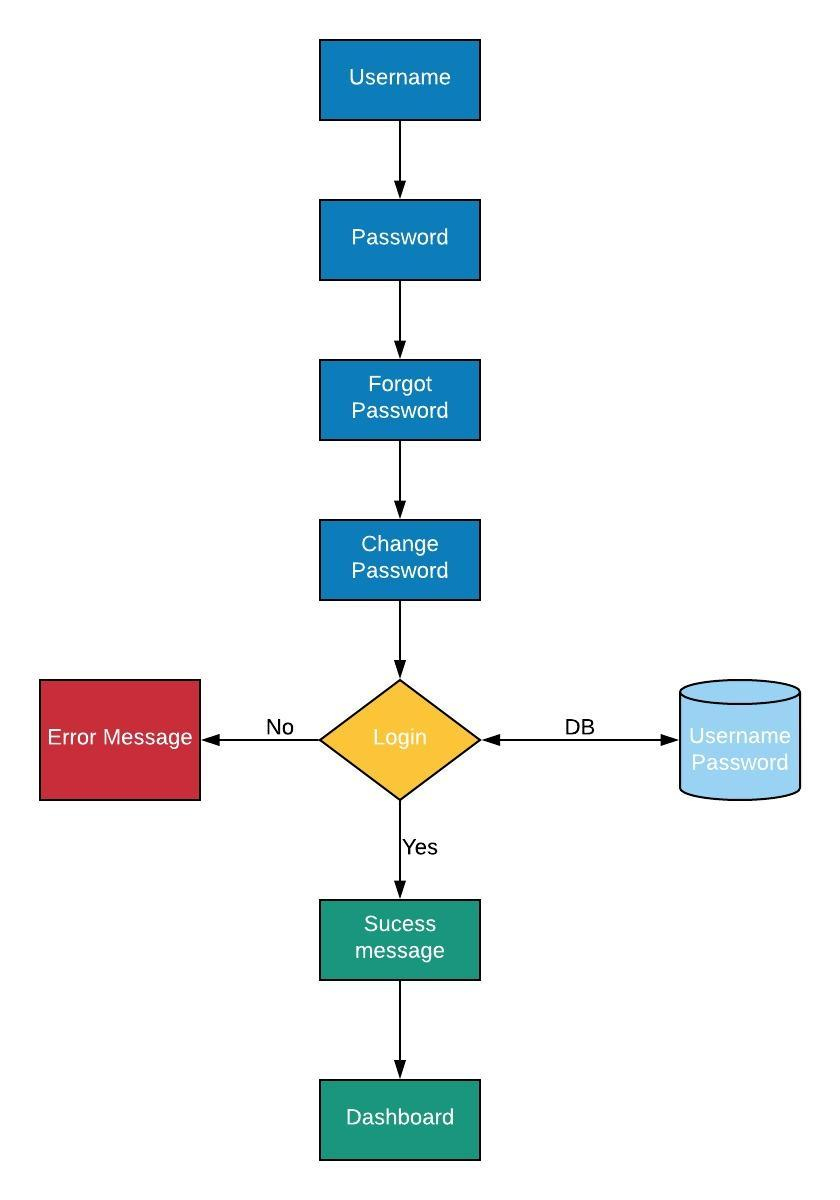 Username
Password
Forgot
Password
Change
Password
Error Message
No
Login
DB
Username
Password
Yes
Sucess
message
Dashboard